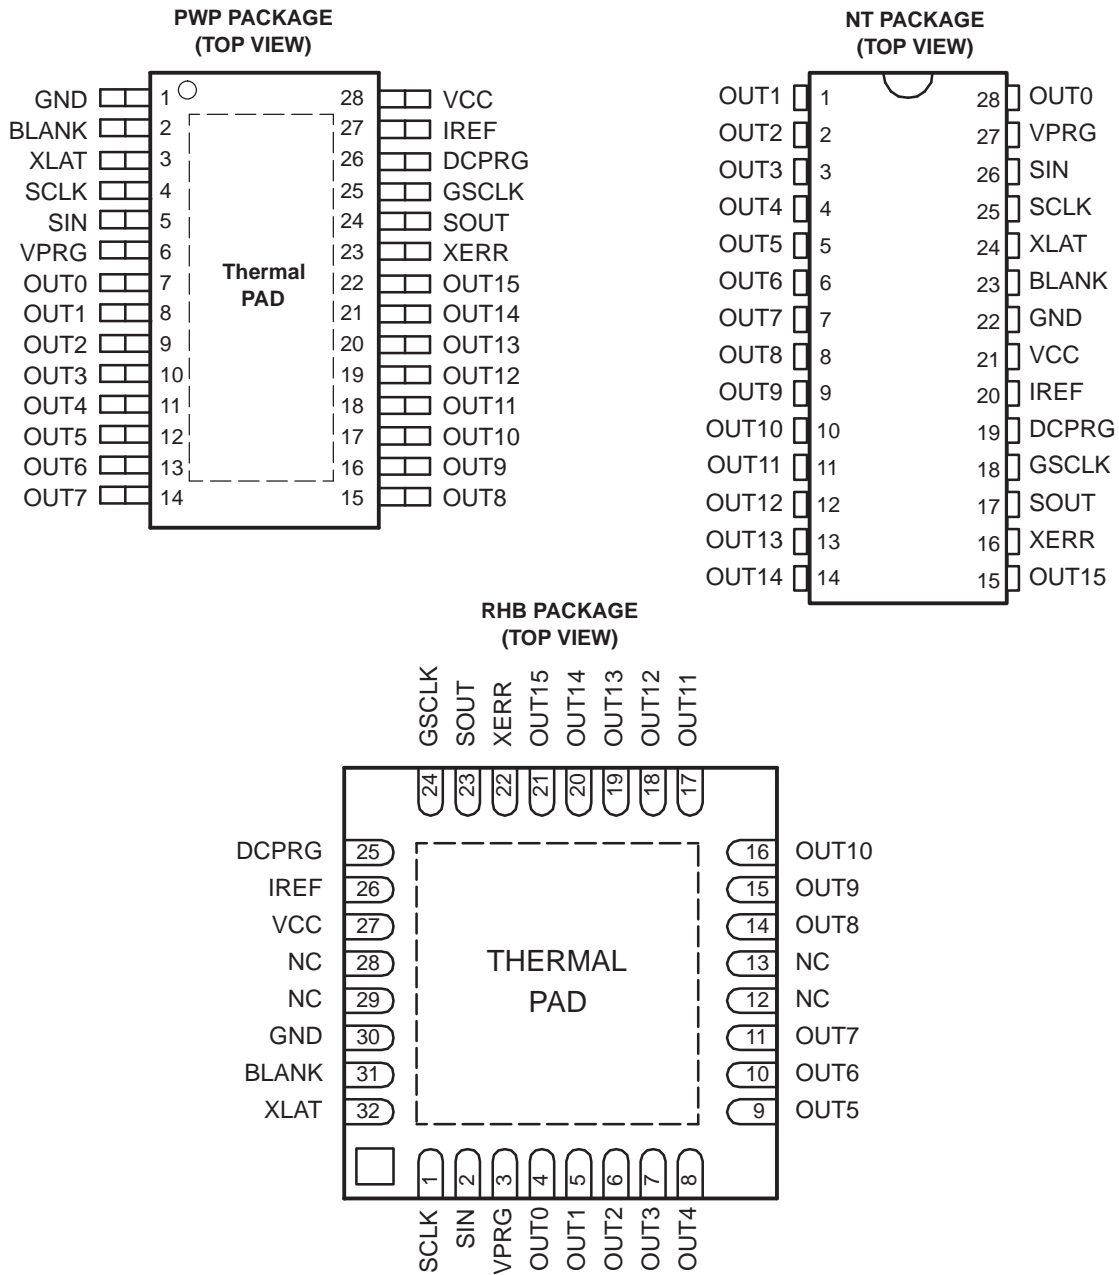 PWP PACKAGE
(TOP VIEW)
GND 1 28 VCC
BLANK 2 27 IREF
XLAT 3 26 DCPRG
SCLK 4 25 GSCLK
SIN 5 24 SOUT
VPRG 6 23 XERR
OUT0 7 22 OUT15
OUT1 8 21 OUT14
OUT2 9 20 OUT13
OUT3 10 19 OUT12
OUT4 11 18 OUT11
OUT5 12 17 OUT10
OUT6 13 16 OUT9
OUT7 14 15 OUT8
Thermal
PAD
NT PACKAGE
(TOP VIEW)
OUT1 1 28 OUT0
OUT2 2 27 VPRG
OUT3 3 26 SIN
OUT4 4 25 SCLK
OUT5 5 24 XLAT
OUT6 6 23 BLANK
OUT7 7 22 GND
OUT8 8 21 VCC
OUT9 9 20 IREF
OUT10 10 19 DCPRG
OUT11 11 18 GSCLK
OUT12 12 17 SOUT
OUT13 13 16 XERR
OUT14 14 15 OUT15
RHB PACKAGE
(TOP VIEW)
GSCLK SOUT XERR OUT15 OUT14 OUT13 OUT12 OUT11
24 23 22 21 20 19 18 17
DCPRG 25 16 OUT10
IREF 26 15 OUT9
VCC 27 14 OUT8
NC 28 13 NC
NC 29 12 NC
GND 30 11 OUT7
BLANK 31 10 OUT6
XLAT 32 9 OUT5
THERMAL
PAD
1 2 3 4 5 6 7 8
SCLK SIN VPRG OUT0 OUT1 OUT2 OUT3 OUT4